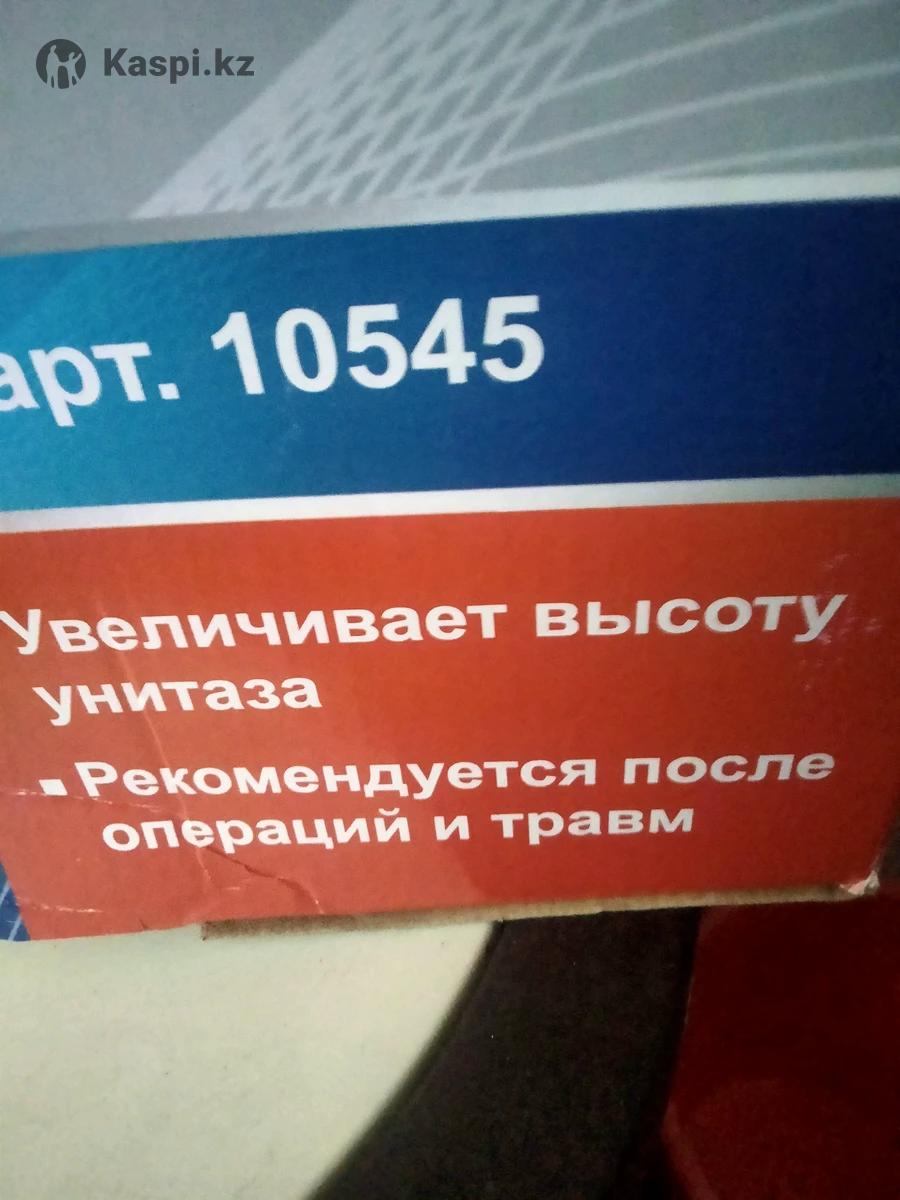 Kaspi.kz
арт. 10545
Увеличивает высоту
унитаза
▪ Рекомендуется после
операций и травм